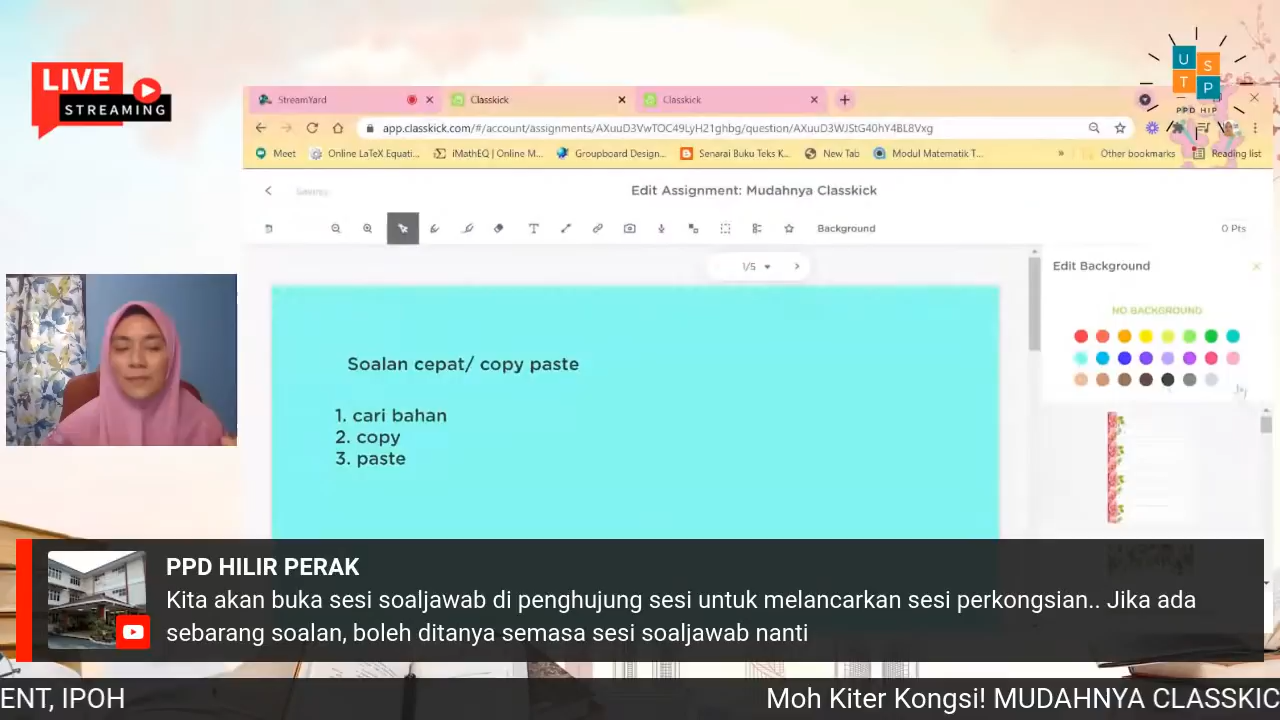 LIVE
STREAMING
U
S
T
P
PPD HIP
StreamYard
Classkick
Classkick
app.classkick.com/#/account/assignments/AXuuD3VwTOC49LyH21ghbg/question/AXuuD3WJStG40hY4BL8Vxg
Meet
Online LaTeX Equati...
iMathEQ | Online M...
Groupboard Design...
Senarai Buku Teks K...
New Tab
Modul Matematik T...
»
Other bookmarks
Reading list
Edit Assignment: Mudahnya Classkick
Background
0 Pts
1/5
Edit Background
NO BACKGROUND
Soalan cepat/ copy paste
1. cari bahan
2. copy
3. paste
PPD HILIR PERAK
Kita akan buka sesi soaljawab di penghujung sesi untuk melancarkan sesi perkongsian.. Jika ada
sebarang soalan, boleh ditanya semasa sesi soaljawab nanti
ENT, IPOH
Moh Kiter Kongsi! MUDAHNYA CLASSKIC